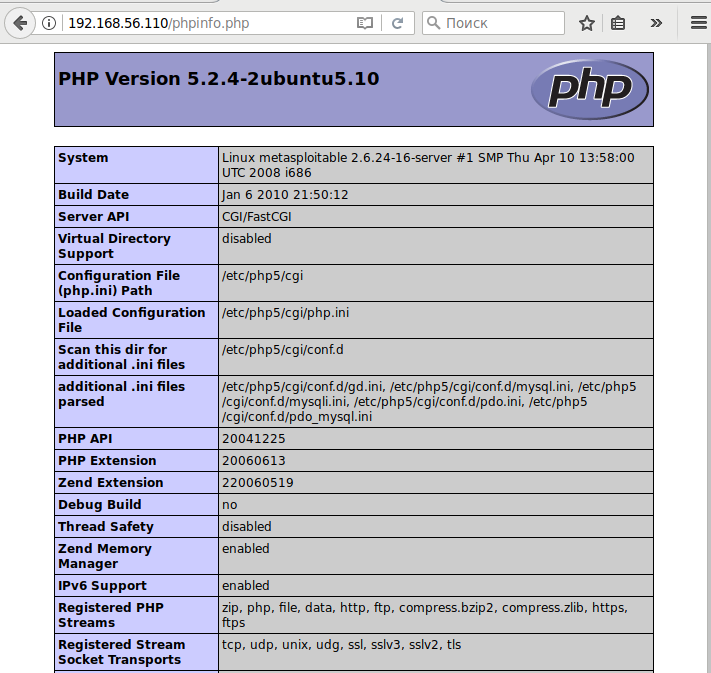 192.168.56.110/phpinfo.php
Поиск
PHP Version 5.2.4-2ubuntu5.10
php
System
Linux metasploitable 2.6.24-16-server #1 SMP Thu Apr 10 13:58:00
UTC 2008 i686
Build Date
Jan 6 2010 21:50:12
Server API
CGI/FastCGI
Virtual Directory
Support
disabled
Configuration File
(php.ini) Path
/etc/php5/cgi
Loaded Configuration
File
/etc/php5/cgi/php.ini
Scan this dir for
additional .ini files
/etc/php5/cgi/conf.d
additional .ini files
parsed
/etc/php5/cgi/conf.d/gd.ini, /etc/php5/cgi/conf.d/mysql.ini, /etc/php5
/cgi/conf.d/mysqli.ini, /etc/php5/cgi/conf.d/pdo.ini, /etc/php5
/cgi/conf.d/pdo_mysql.ini
PHP API
20041225
PHP Extension
20060613
Zend Extension
220060519
Debug Build
no
Thread Safety
disabled
Zend Memory
Manager
enabled
IPv6 Support
enabled
Registered PHP
Streams
zip, php, file, data, http, ftp, compress.bzip2, compress.zlib, https,
ftps
Registered Stream
Socket Transports
tcp, udp, unix, udg, ssl, sslv3, sslv2, tls